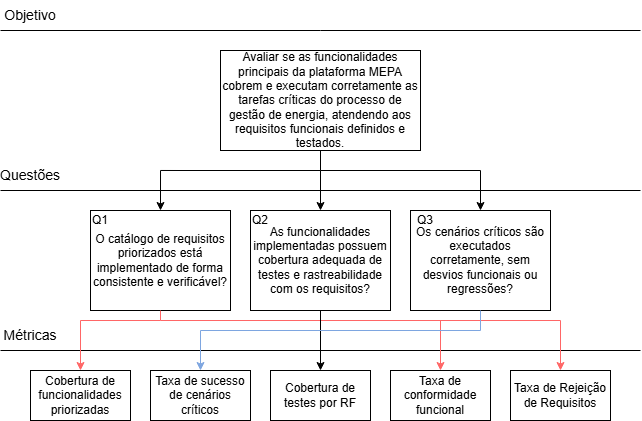 Objetivo
Avaliar se as funcionalidades
principais da plataforma MEPA
cobrem e executam corretamente as
tarefas críticas do processo de
gestão de energia, atendendo aos
requisitos funcionais definidos e
testados.
Questões
Q1
O catálogo de requisitos
priorizados está
implementado de forma
consistente e verificável?
Q2
As funcionalidades
implementadas possuem
cobertura adequada de
testes e rastreabilidade
com os requisitos?
Q3
Os cenários críticos são
executados
corretamente, sem
desvios funcionais ou
regressões?
Métricas
Cobertura de
funcionalidades
priorizadas
Taxa de sucesso
de cenários
críticos
Cobertura de
testes por RF
Taxa de
conformidade
funcional
Taxa de Rejeição
de Requisitos